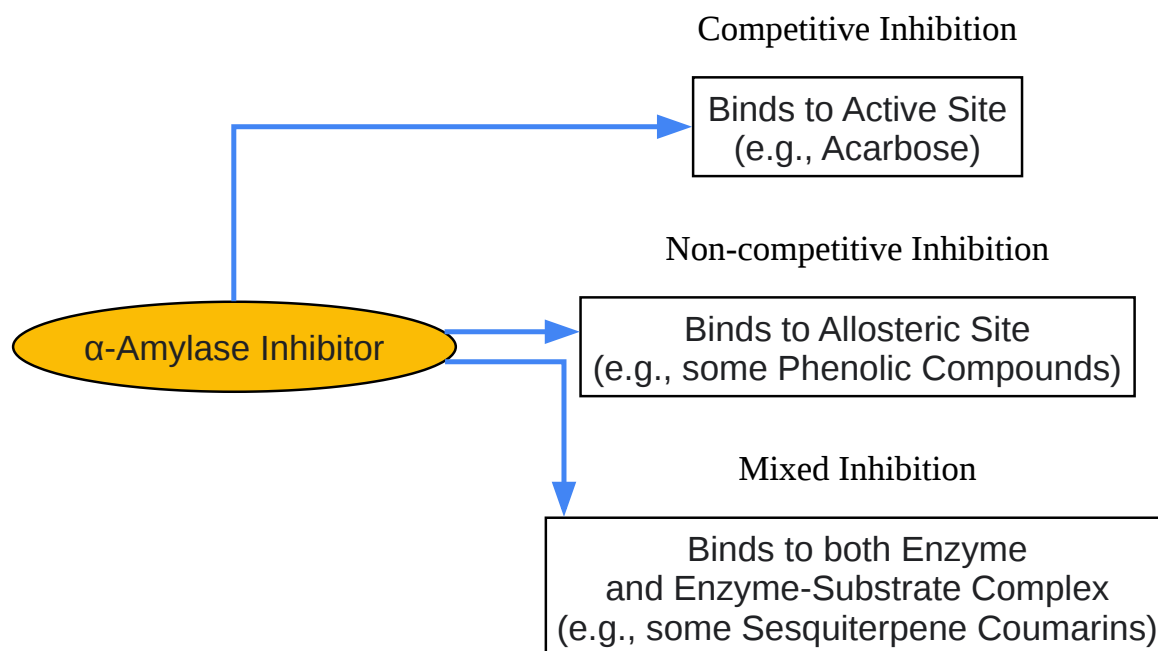 Competitive Inhibition
Binds to Active Site
(e.g., Acarbose)
Non-competitive Inhibition
α-Amylase Inhibitor
Binds to Allosteric Site
(e.g., some Phenolic Compounds)
Mixed Inhibition
Binds to both Enzyme
and Enzyme-Substrate Complex
(e.g., some Sesquiterpene Coumarins)